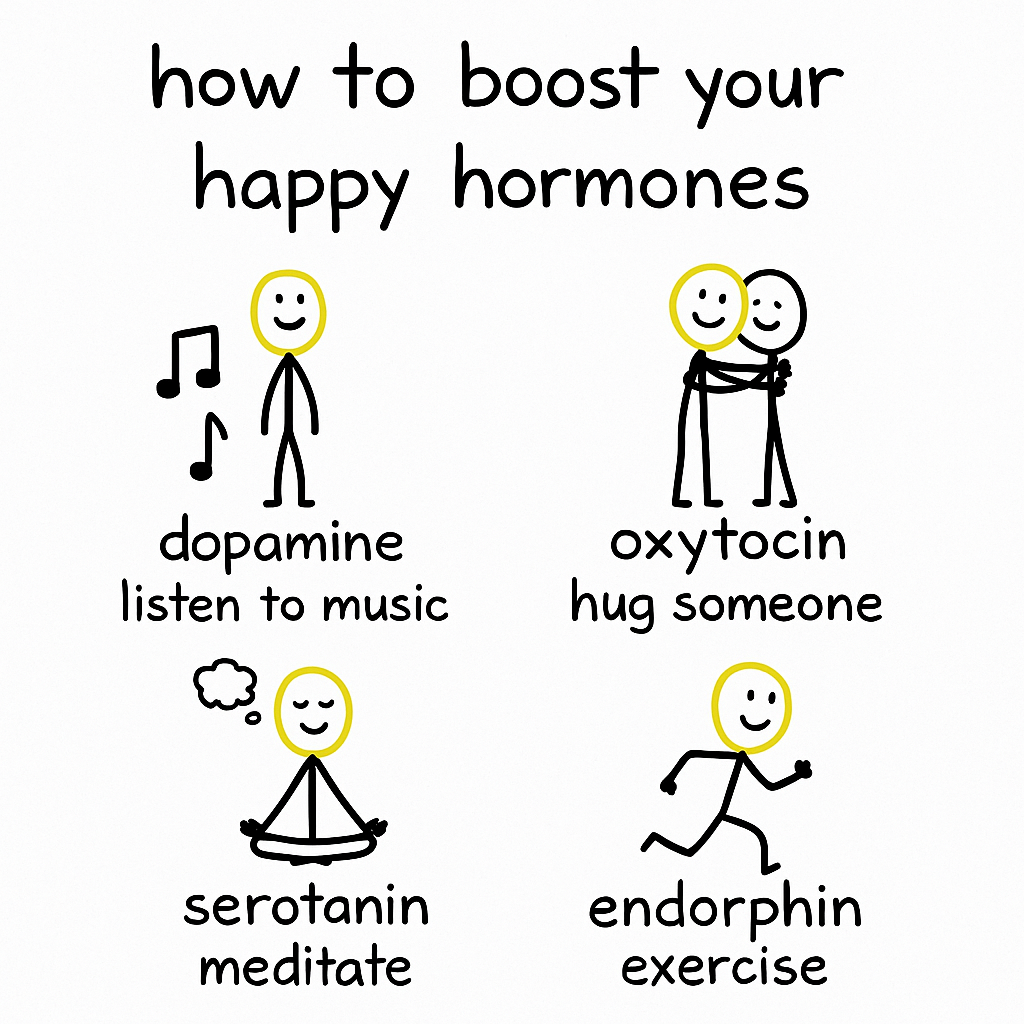 how to boost your
happy hormones
dopamine
listen to music
oxytocin
hug someone
serotanin
meditate
endorphin
exercise